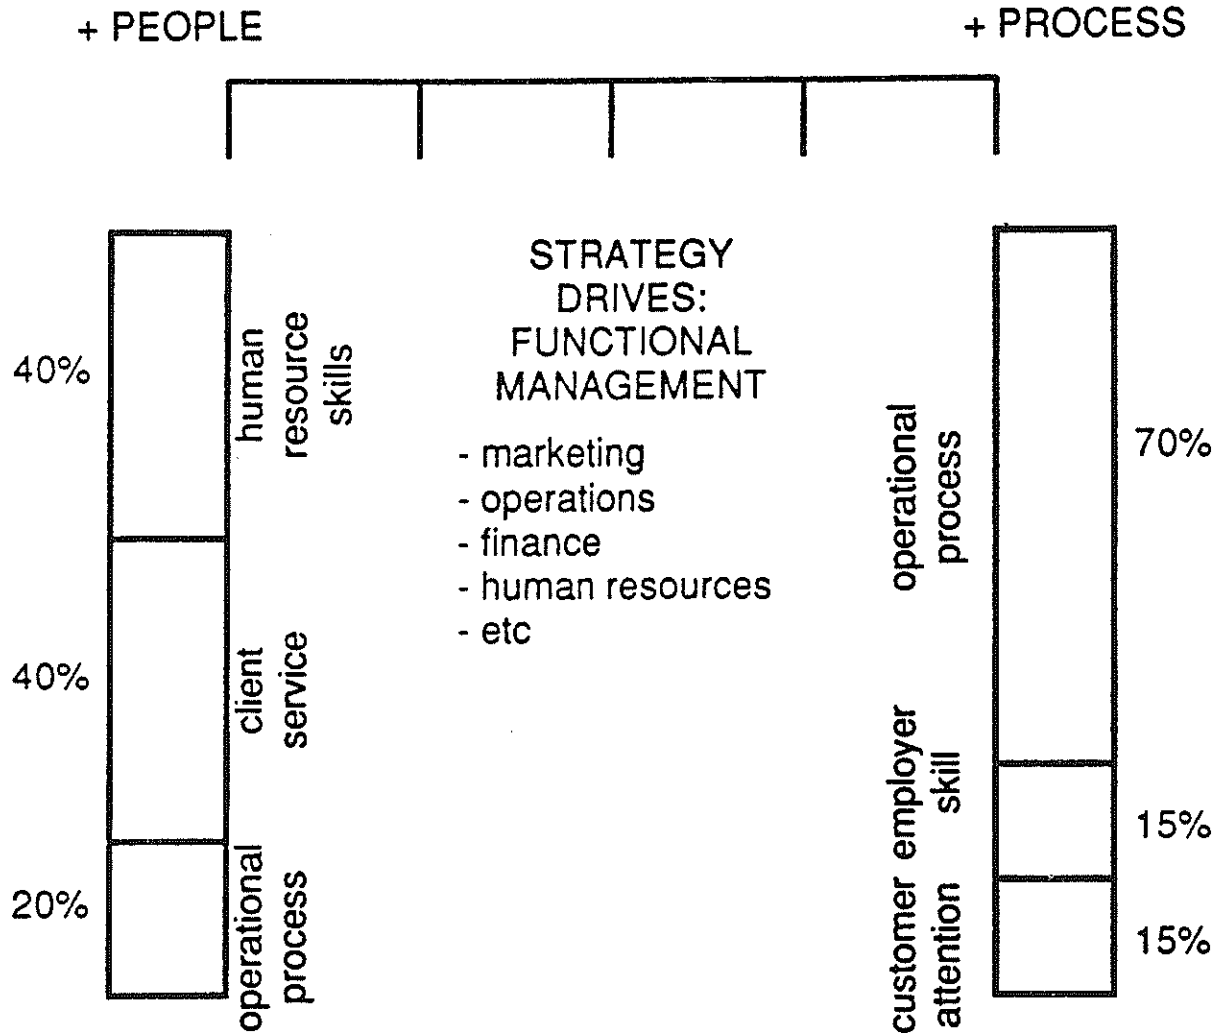 + PEOPLE
+ PROCESS
40%
human
resource
skills
40%
client
service
20%
operational
process
STRATEGY
DRIVES:
FUNCTIONAL
MANAGEMENT
- marketing
- operations
- finance
- human resources
- etc
operational
process
70%
employer
skill
15%
customer
attention
15%